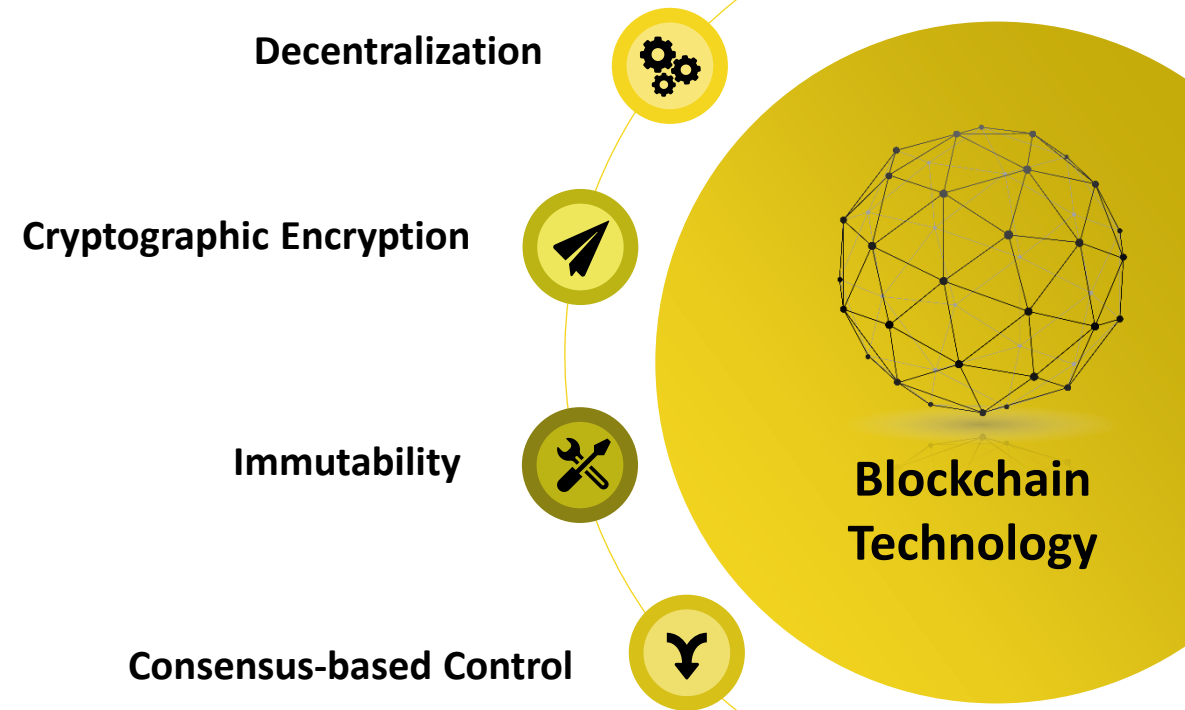 Decentralization
Cryptographic Encryption
Immutability
Consensus-based Control
Blockchain
Technology